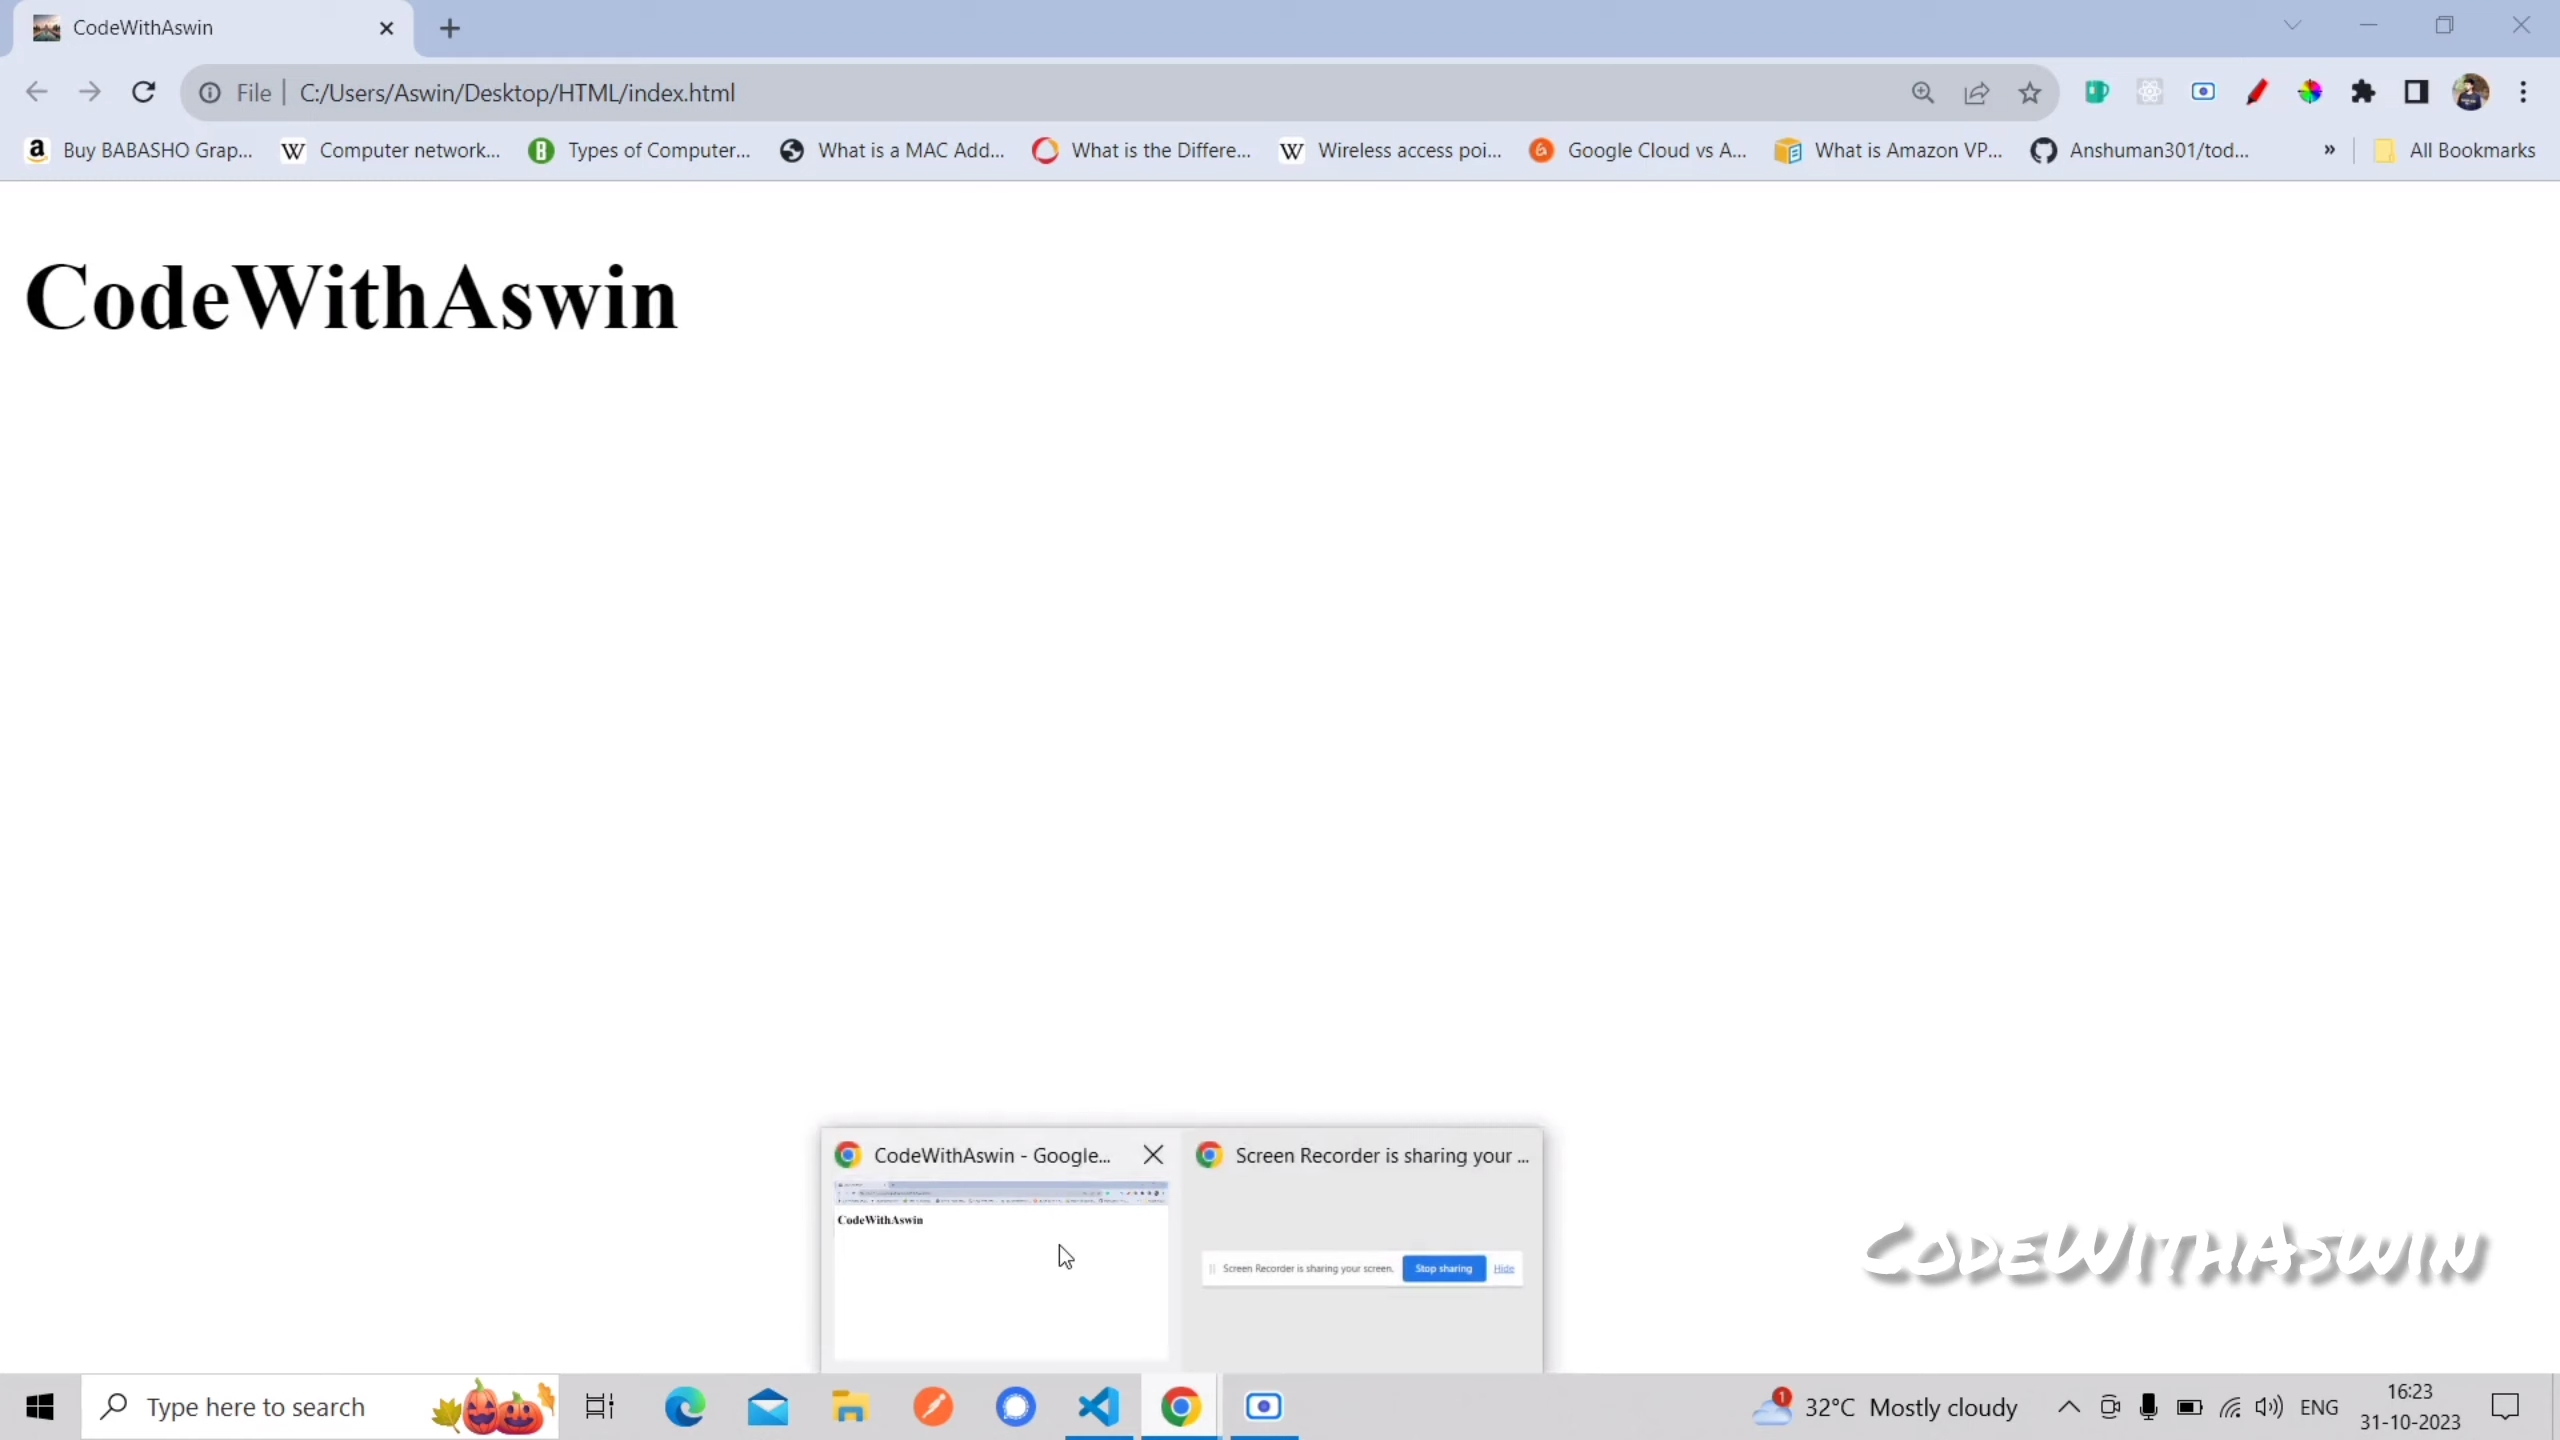 CodeWithAswin
File | C:/Users/Aswin/Desktop/HTML/index.html
Buy BABASHO Grap... Computer network... Types of Computer... What is a MAC Add... What is the Differe... Wireless access poi... Google Cloud vs A... What is Amazon VP... Anshuman301/tod... » All Bookmarks
CodeWithAswin
CodeWithAswin - Google... Screen Recorder is sharing your ...
CodeWithAswin
Screen Recorder is sharing your screen. Stop sharing Hide
CodeWithAswin
Type here to search 1 32°C Mostly cloudy ENG 16:23
31-10-2023